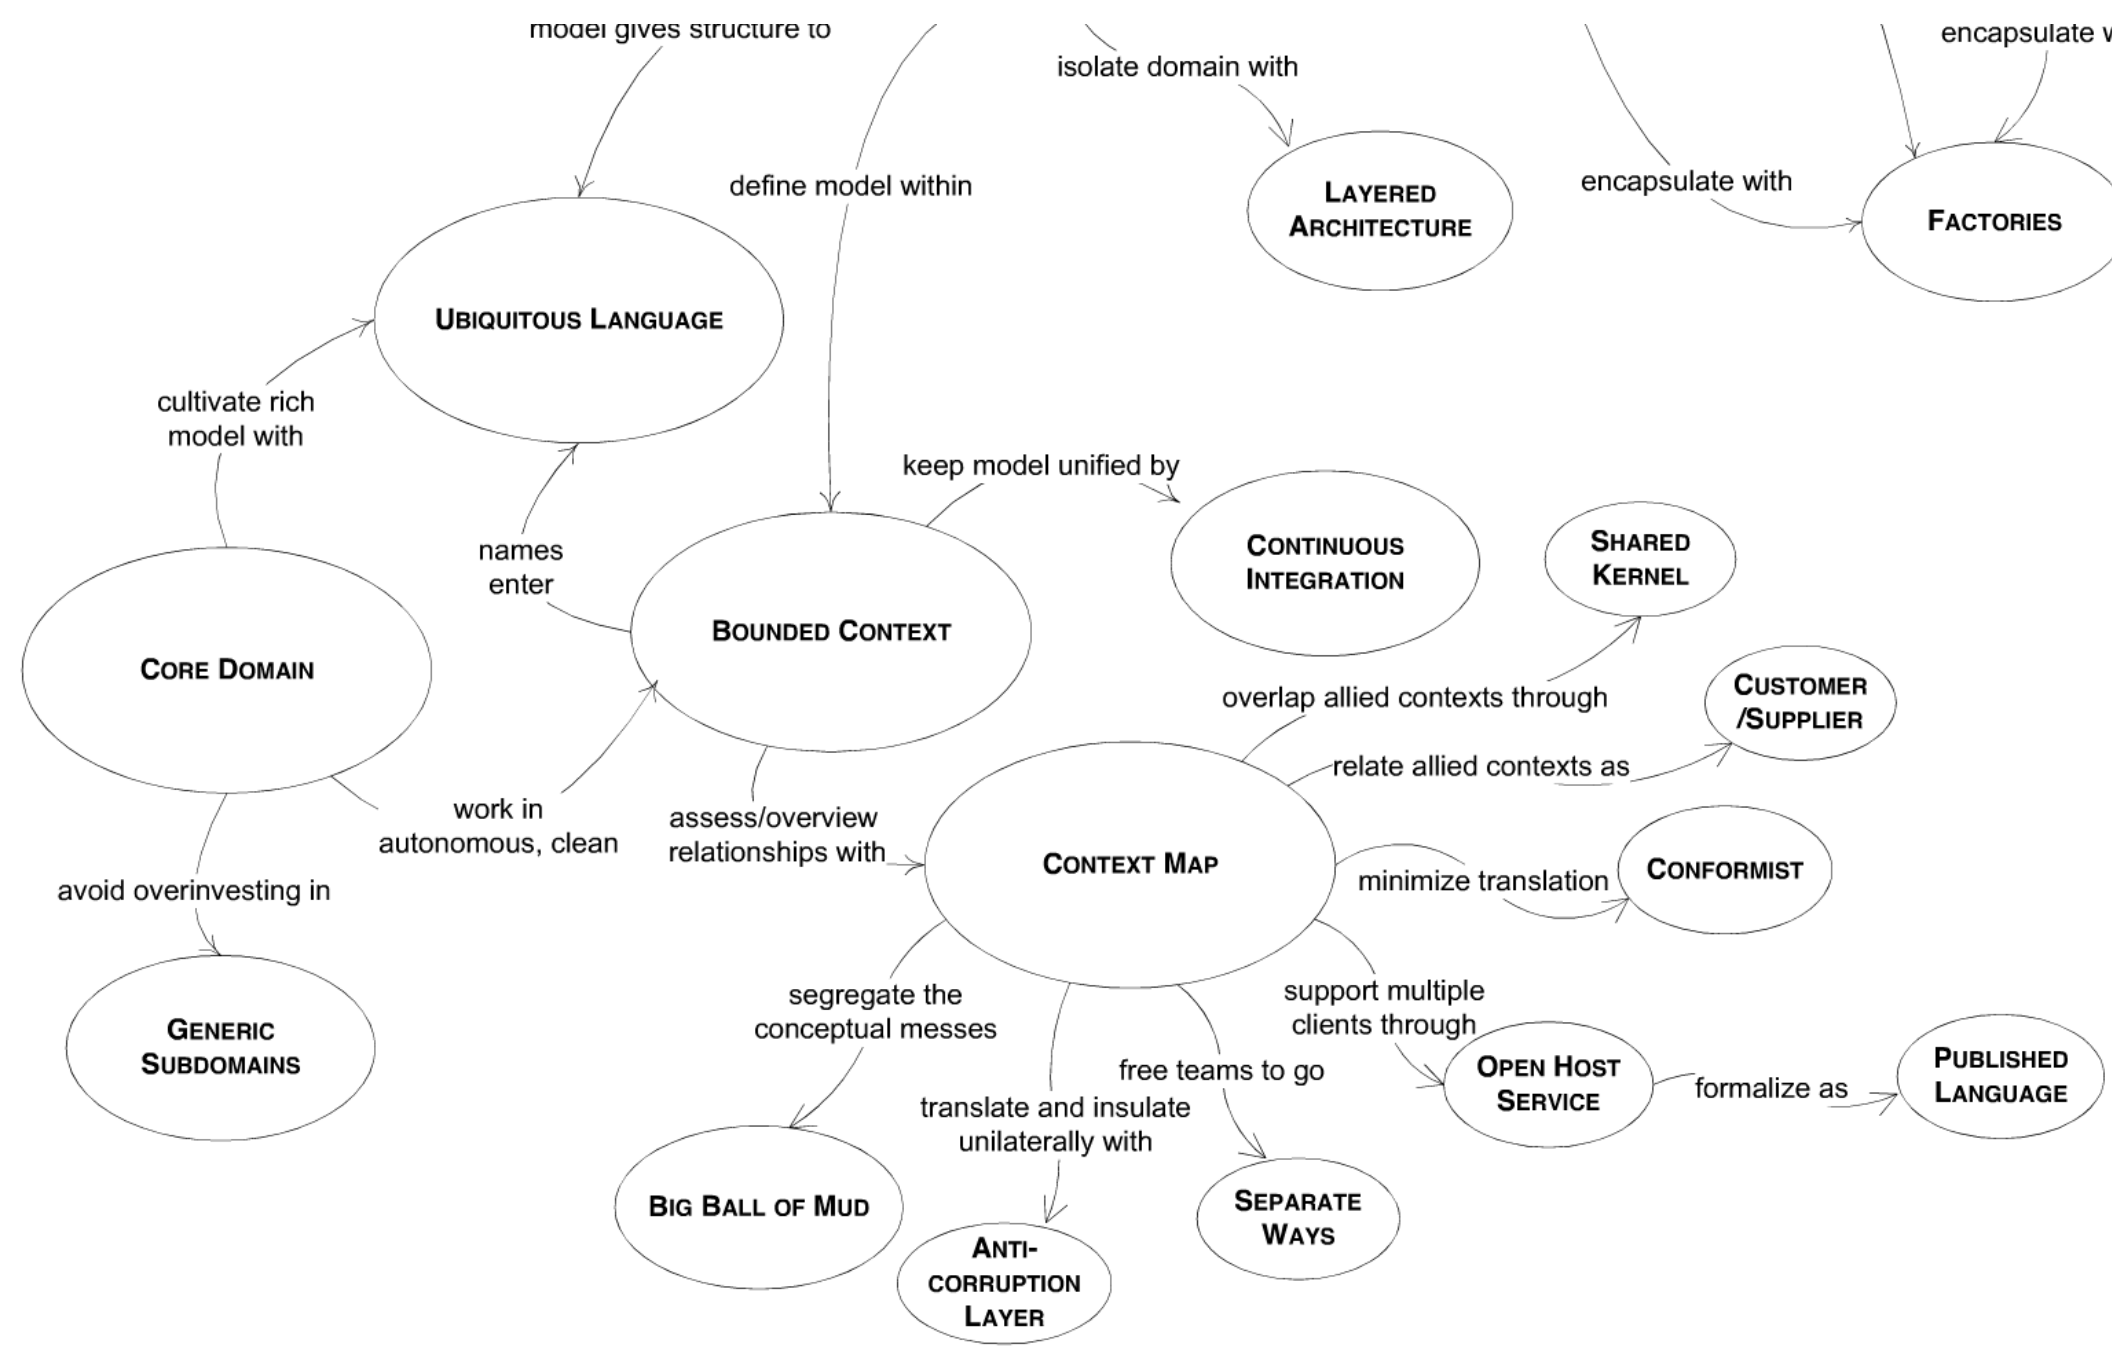 model gives structure to
isolate domain with
encapsulate
define model within
encapsulate with
LAYERED
ARCHITECTURE
FACTORIES
UBIQUITOUS LANGUAGE
cultivate rich
model with
keep model unified by
names
enter
CONTINUOUS
INTEGRATION
SHARED
KERNEL
BOUNDED CONTEXT
CORE DOMAIN
overlap allied contexts through
CUSTOMER
/SUPPLIER
relate allied contexts as
work in
autonomous, clean
assess/overview
relationships with
CONTEXT MAP
minimize translation
CONFORMIST
avoid overinvesting in
segregate the
conceptual messes
support multiple
clients through
GENERIC
SUBDOMAINS
free teams to go
OPEN HOST
SERVICE
formalize as
PUBLISHED
LANGUAGE
translate and insulate
unilaterally with
BIG BALL OF MUD
SEPARATE
WAYS
ANTI-
CORRUPTION
LAYER